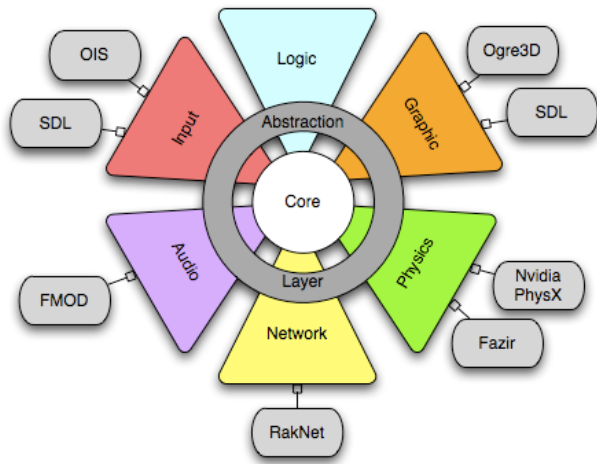 OIS
SDL
Input
Logic
Ogre3D
SDL
Graphic
Abstraction
Core
Layer
Audio
FMOD
Network
RakNet
Physics
Nvidia
PhysX
Fazir